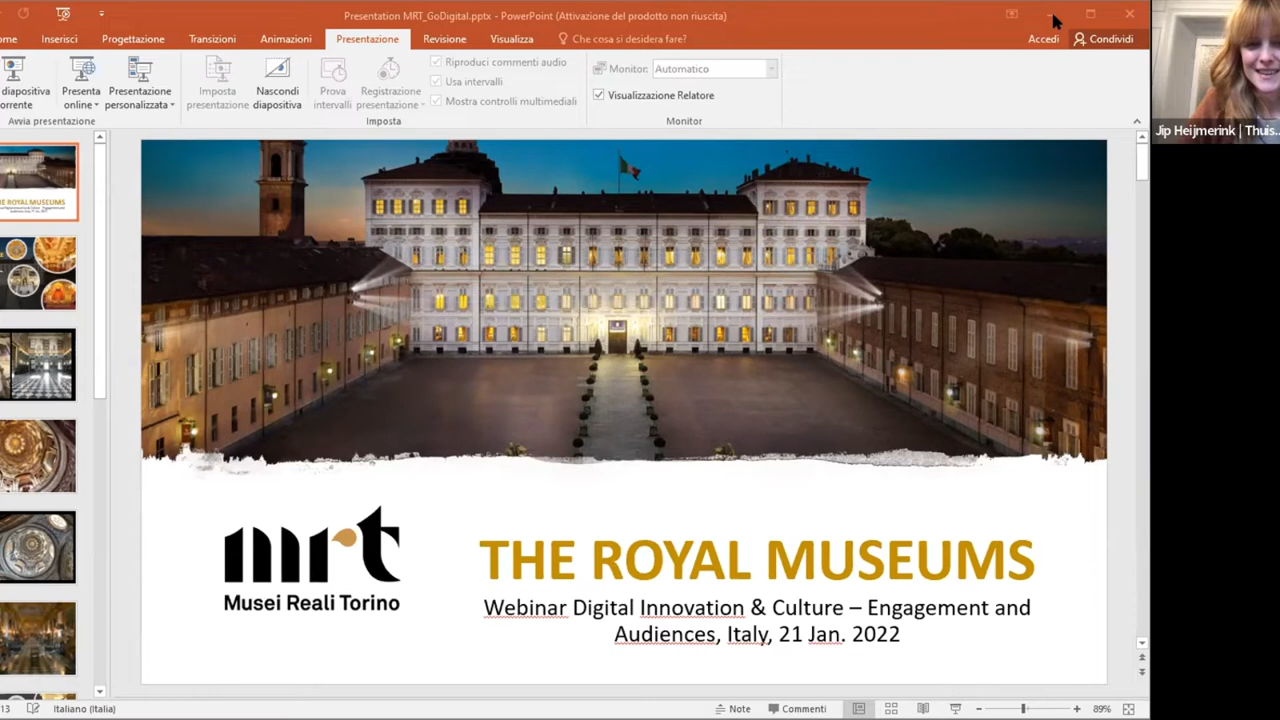 Presentation MRT_GoDigital.pptx - PowerPoint (Attivazione del prodotto non riuscita)
ome Inserisci Progettazione Transizioni Animazioni Presentazione Revisione Visualizza Che cosa si desidera fare? Accedi Condividi
diapositiva
orrente
Presenta
online
Presentazione
personalizzata
Avvia presentazione
Imposta
presentazione
Nascondi
diapositiva
Prova
intervalli
Registrazione
presentazione
Riproduci commenti audio
Usa intervalli
Mostra controlli multimediali
Imposta
Monitor: Automatico
Visualizzazione Relatore
Monitor
Jip Heijmerink | Thuis...
THE ROYAL MUSEUMS
mrt
Musei Reali Torino
THE ROYAL MUSEUMS
Webinar Digital Innovation & Culture – Engagement and
Audiences, Italy, 21 Jan. 2022
13 Italiano (Italia) Note Commenti 89%